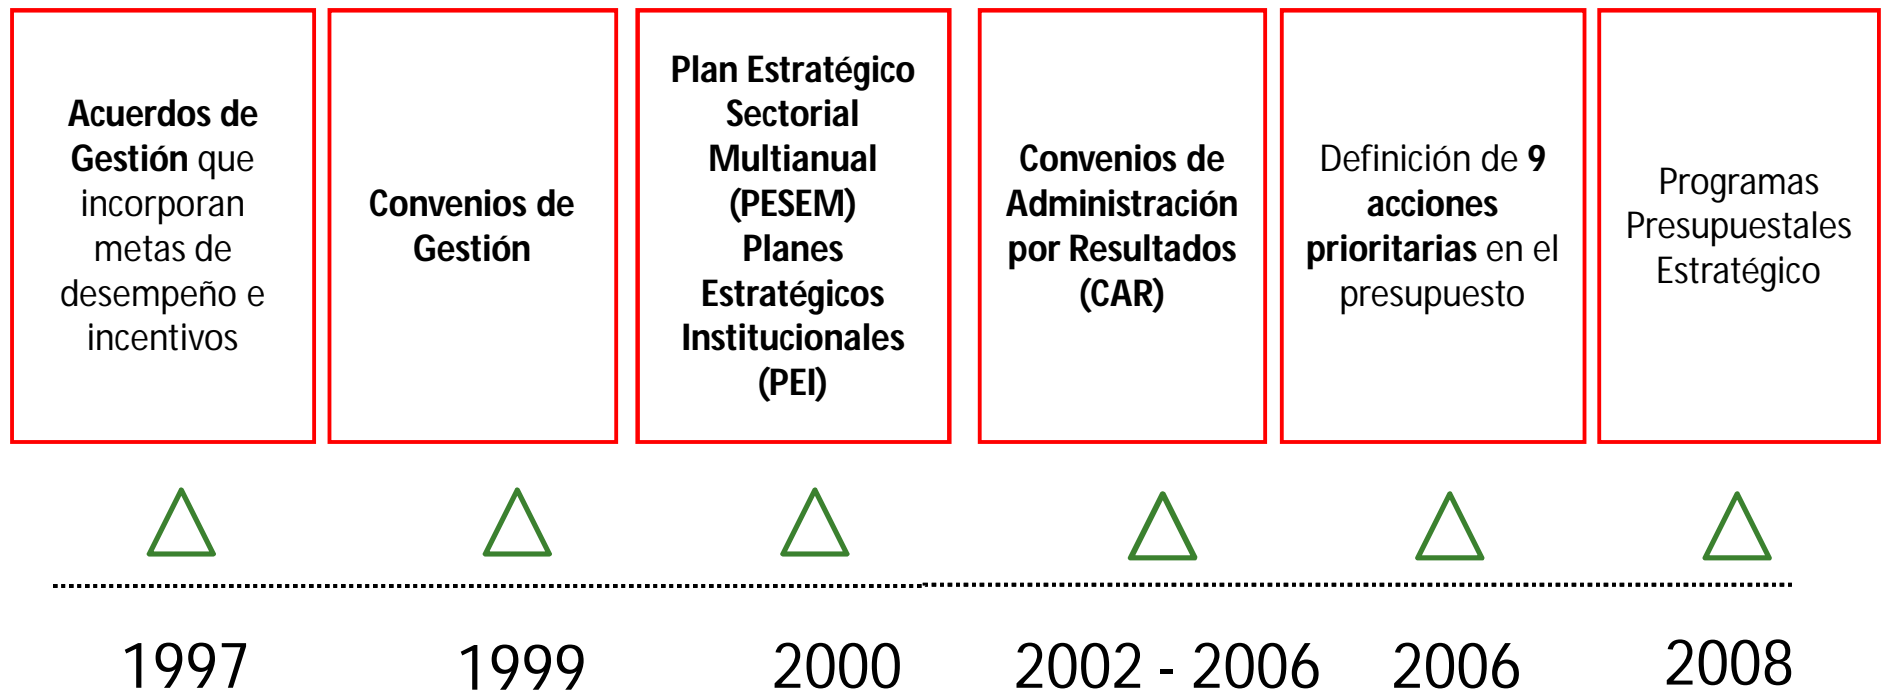 Acuerdos de
Gestión que
incorporan
metas de
desempeño e
incentivos
Convenios de
Gestión
Plan Estratégico
Sectorial
Multianual
(PESEM)
Planes
Estratégicos
Institucionales
(PEI)
Convenios de
Administración
por Resultados
(CAR)
Definición de 9
acciones
prioritarias en el
presupuesto
Programas
Presupuestales
Estratégico
1997
1999
2000
2002 - 2006
2006
2008